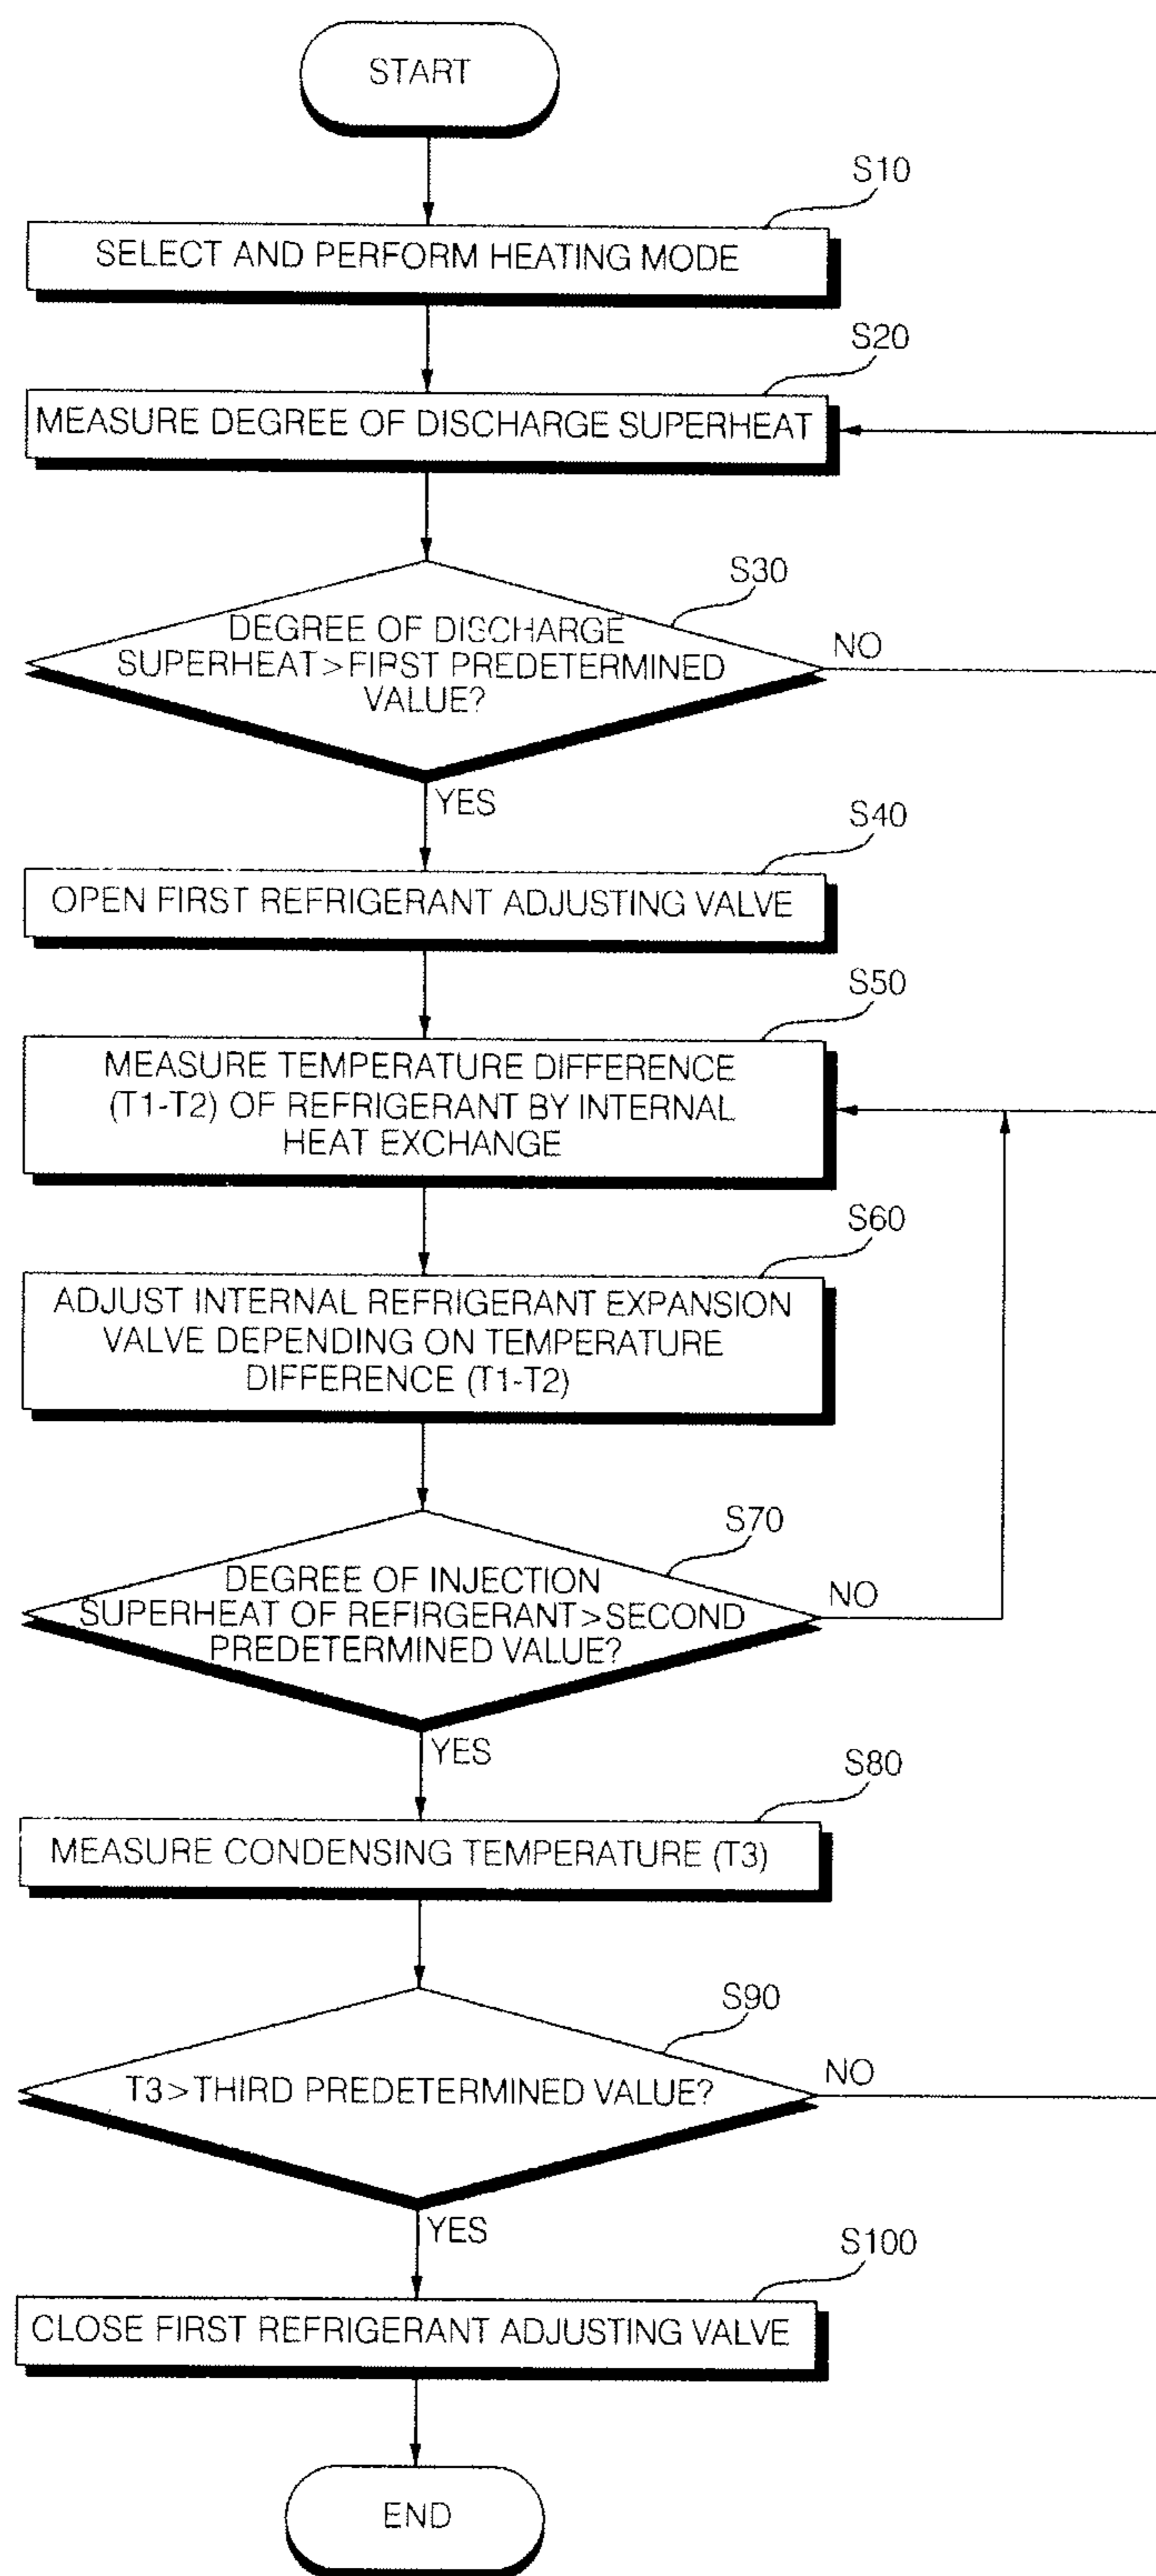 START
S10
SELECT AND PERFORM HEATING MODE
S20
MEASURE DEGREE OF DISCHARGE SUPERHEAT
S30
DEGREE OF DISCHARGE
SUPERHEAT>FIRST PREDETERMINED
VALUE?
NO
YES
S40
OPEN FIRST REFRIGERANT ADJUSTING VALVE
S50
MEASURE TEMPERATURE DIFFERENCE
(T1-T2) OF REFRIGERANT BY INTERNAL
HEAT EXCHANGE
S60
ADJUST INTERNAL REFRIGERANT EXPANSION
VALVE DEPENDING ON TEMPERATURE
DIFFERENCE (T1-T2)
S70
DEGREE OF INJECTION
SUPERHEAT OF REFIRGERANT>SECOND
PREDETERMINED VALUE?
NO
YES
S80
MEASURE CONDENSING TEMPERATURE (T3)
S90
T3>THIRD PREDETERMINED VALUE?
NO
YES
S100
CLOSE FIRST REFRIGERANT ADJUSTING VALVE
END